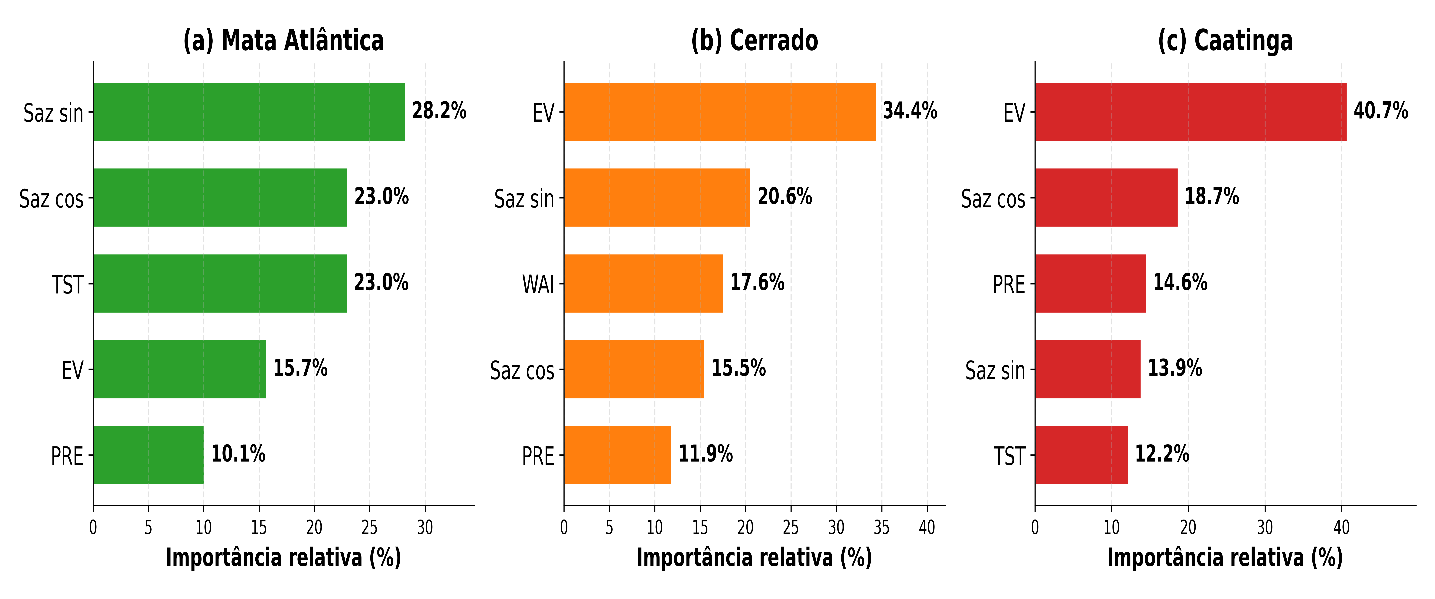 (a) Mata Atlântica
Saz sin
28.2%
Saz cos
23.0%
TST
23.0%
EV
15.7%
PRE
10.1%
0 5 10 15 20 25 30
Importância relativa (%)
(b) Cerrado
EV
34.4%
Saz sin
20.6%
WAI
17.6%
Saz cos
15.5%
PRE
11.9%
0 5 10 15 20 25 30 35 40
Importância relativa (%)
(c) Caatinga
EV
40.7%
Saz cos
18.7%
PRE
14.6%
Saz sin
13.9%
TST
12.2%
0 10 20 30 40
Importância relativa (%)